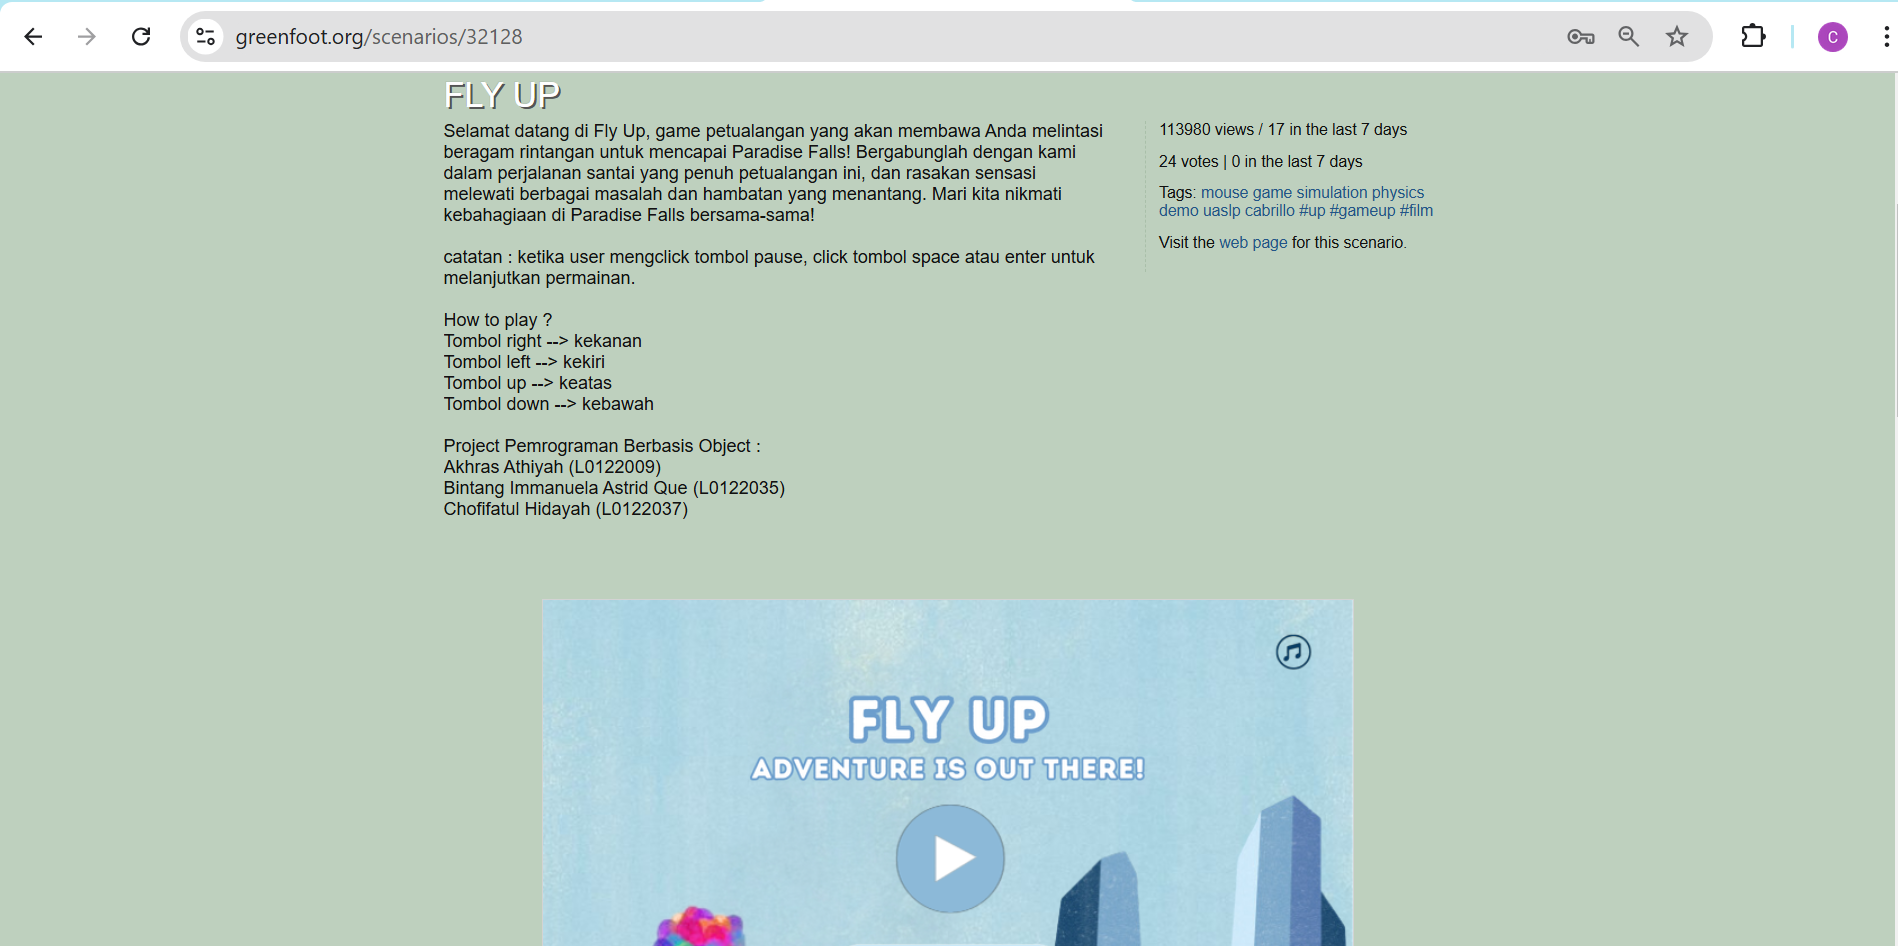 greenfoot.org/scenarios/32128
C
FLY UP
Selamat datang di Fly Up, game petualangan yang akan membawa Anda melintasi
beragam rintangan untuk mencapai Paradise Falls! Bergabunglah dengan kami
dalam perjalanan santai yang penuh petualangan ini, dan rasakan sensasi
melewati berbagai masalah dan hambatan yang menantang. Mari kita nikmati
kebahagiaan di Paradise Falls bersama-sama!
catatan : ketika user mengclick tombol pause, click tombol space atau enter untuk
melanjutkan permainan.
How to play ?
Tombol right --> kekanan
Tombol left --> kekiri
Tombol up --> keatas
Tombol down --> kebawah
Project Pemrograman Berbasis Object :
Akhras Athiyah (L0122009)
Bintang Immanuela Astrid Que (L0122035)
Chofifatul Hidayah (L0122037)
113980 views / 17 in the last 7 days
24 votes | 0 in the last 7 days
Tags: mouse game simulation physics
demo uaslp cabrillo #up #gameup #film
Visit the web page for this scenario.
FLY UP
ADVENTURE IS OUT THERE!